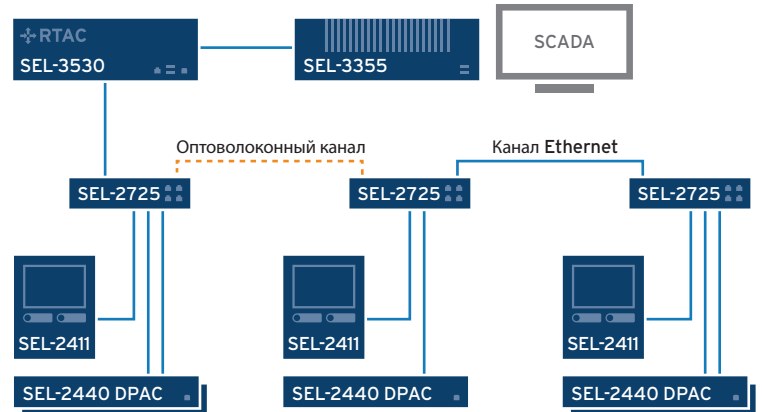 RTAC
SEL-3530
SEL-3355
SCADA
Оптоволоконный канал
Канал Ethernet
SEL-2725
SEL-2725
SEL-2725
SEL-2411
SEL-2411
SEL-2411
SEL-2440 DPAC
SEL-2440 DPAC
SEL-2440 DPAC